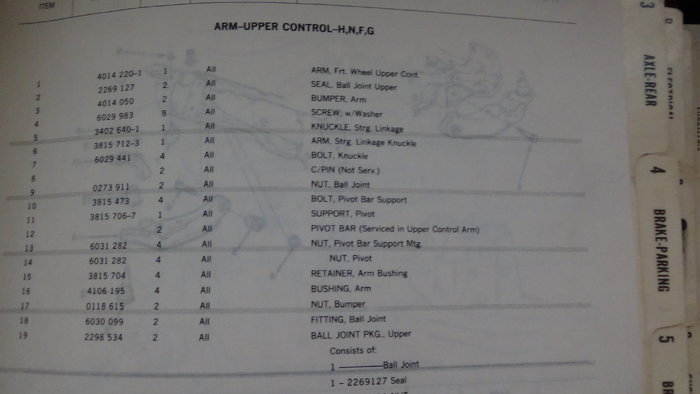 ITEM
ARM-UPPER CONTROL-H,N,F,G
4014 220-1 1 All ARM, Frt. Wheel Upper Cont.
1 2269 127 2 All SEAL, Ball Joint Upper
2 4014 050 2 All BUMPER, Arm
3 6029 983 8 All SCREW, w/Washer
4 3402 640-1 1 All KNUCKLE, Strg. Linkage
5 3815 712-3 1 All ARM, Strg. Linkage Knuckle
6 6029 441 4 All BOLT, Knuckle
7 2 All C/PIN (Not Serv.)
8 0273 911 2 All NUT, Ball Joint
9 3815 473 4 All BOLT, Pivot Bar Support
10 3815 706-7 1 All SUPPORT, Pivot
11 2 All PIVOT BAR (Serviced in Upper Control Arm)
12 6031 282 4 All NUT, Pivot Bar Support Mtg.
13 6031 282 4 All NUT, Pivot
14 3815 704 4 All RETAINER, Arm Bushing
15 4106 195 4 All BUSHING, Arm
16 0118 615 2 All NUT, Bumper
17 6030 099 2 All FITTING, Ball Joint
18 2298 534 2 All BALL JOINT PKG., Upper
19
Consists of:
1 ——— Ball Joint
1 - 2269127 Seal
3
AXLE-REAR
4
BRAKE-PARKING
5